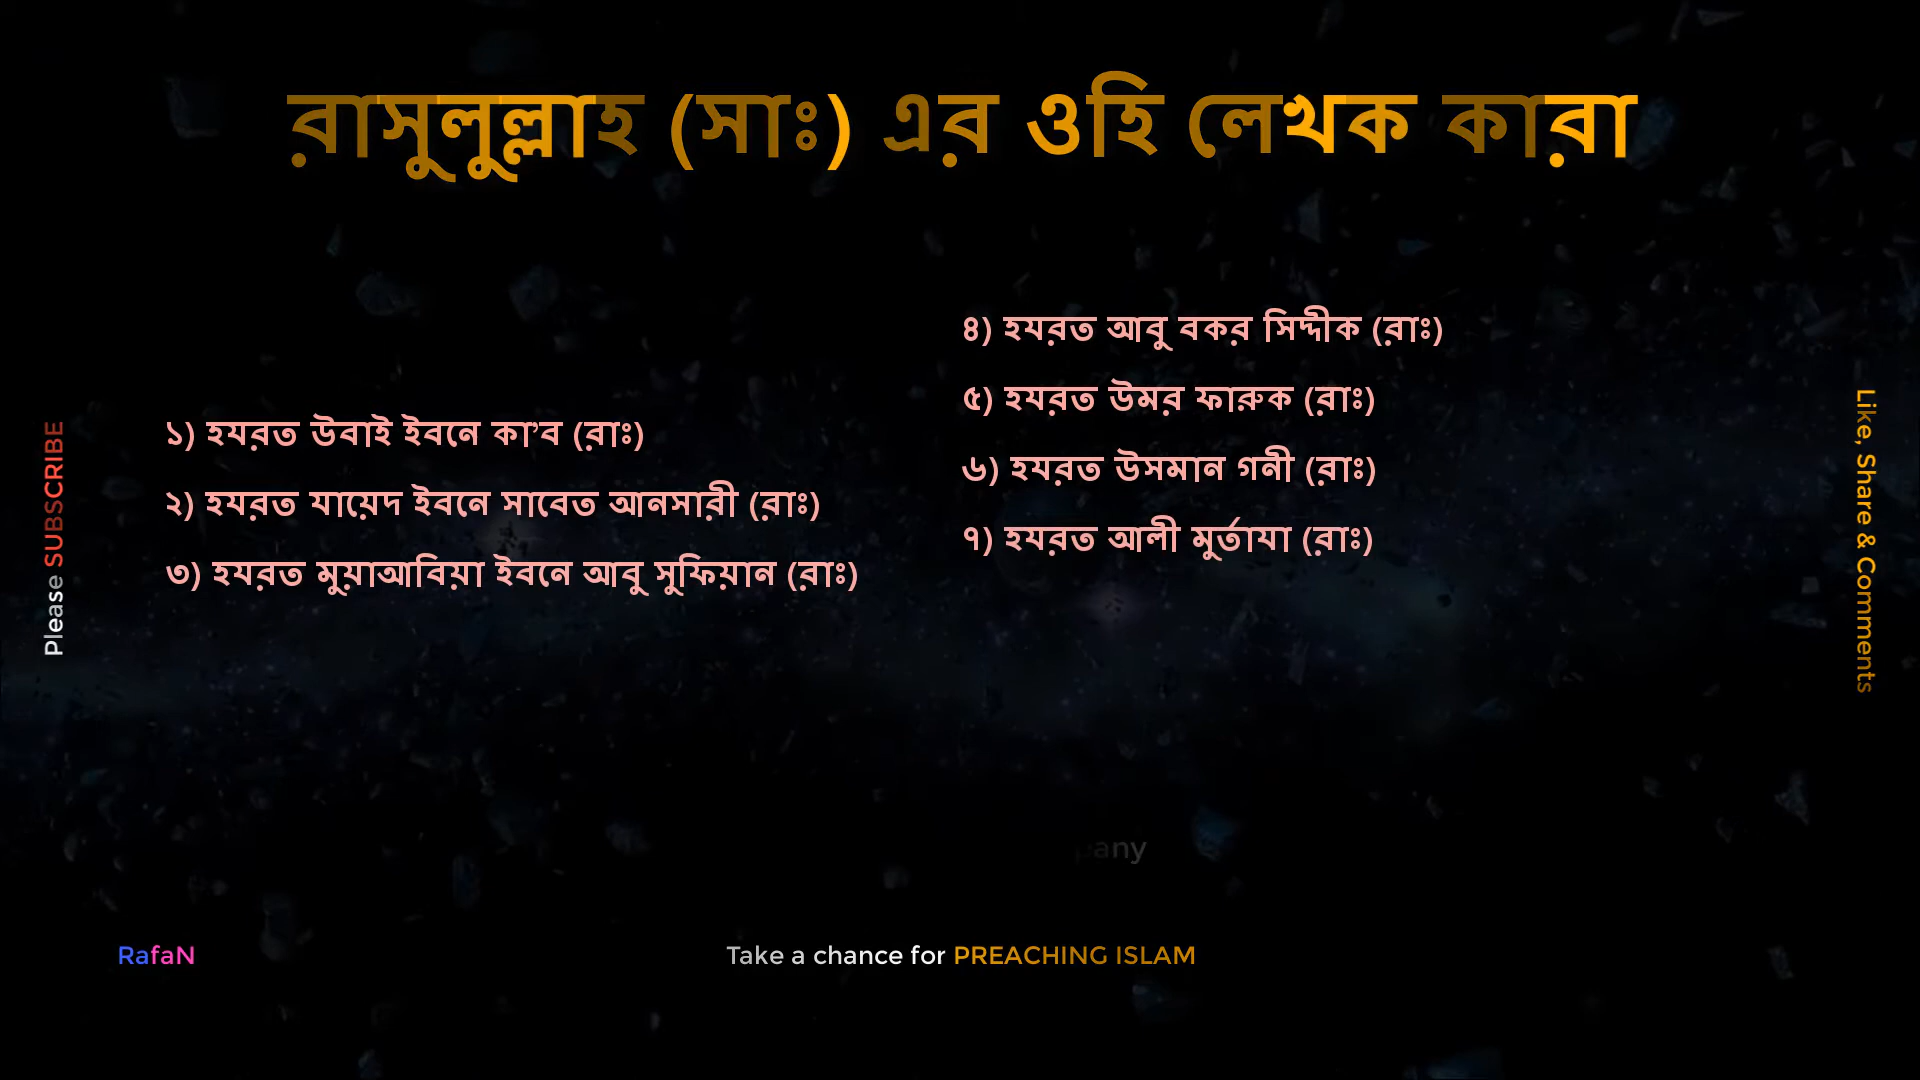 রাসুলুল্লাহ (সাঃ) এর ওহি লেখক কারা
১) হযরত উবাই ইবনে কা’ব (রাঃ)
২) হযরত যায়েদ ইবনে সাবেত আনসারী (রাঃ)
৩) হযরত মুয়াআবিয়া ইবনে আবু সুফিয়ান (রাঃ)
৪) হযরত আবু বকর সিদ্দীক (রাঃ)
৫) হযরত উমর ফারুক (রাঃ)
৬) হযরত উসমান গনী (রাঃ)
৭) হযরত আলী মুর্তাযা (রাঃ)
Please SUBSCRIBE
Like, Share & Comments
RafaN
Take a chance for PREACHING ISLAM